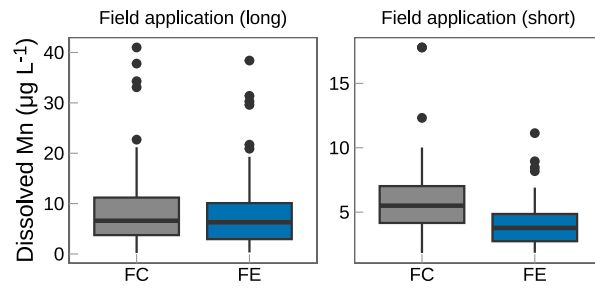 Field application (long)
Field application (short)
Dissolved Mn (µg L⁻¹)
40
30
20
10
0
15
10
5
FC
FE
FC
FE